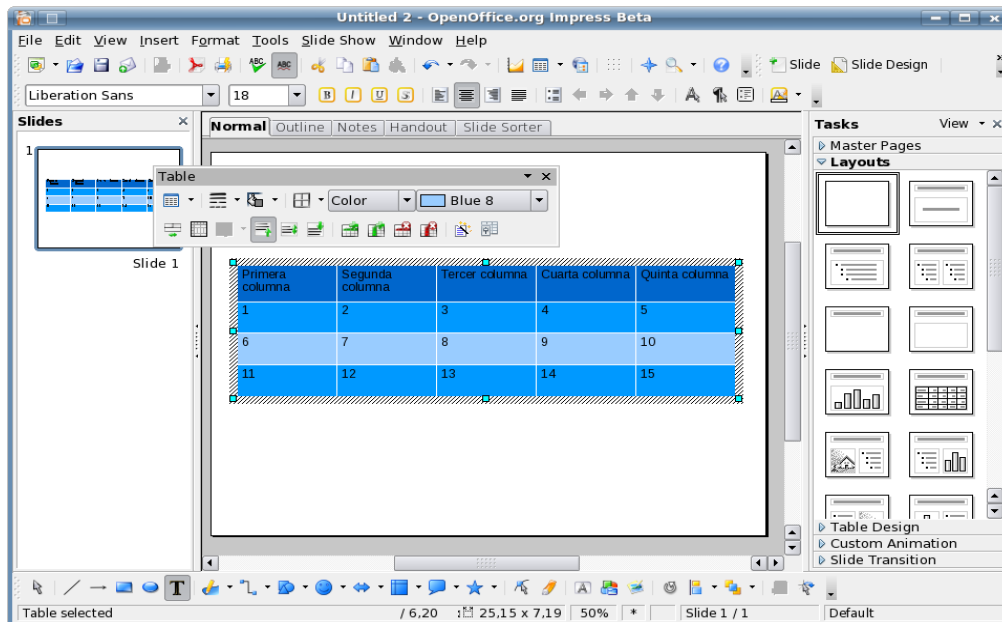 Untitled 2 - OpenOffice.org Impress Beta
File Edit View Insert Format Tools Slide Show Window Help
Slide Slide Design
Liberation Sans 18
Slides
Normal Outline Notes Handout Slide Sorter
Tasks View
1
Master Pages
Layouts
Table
Color Blue 8
Slide 1
Primera columna Segunda columna Tercer columna Cuarta columna Quinta columna
1 2 3 4 5
6 7 8 9 10
11 12 13 14 15
Table Design
Custom Animation
Slide Transition
Table selected / 6,20 25,15 x 7,19 50% * Slide 1 / 1 Default